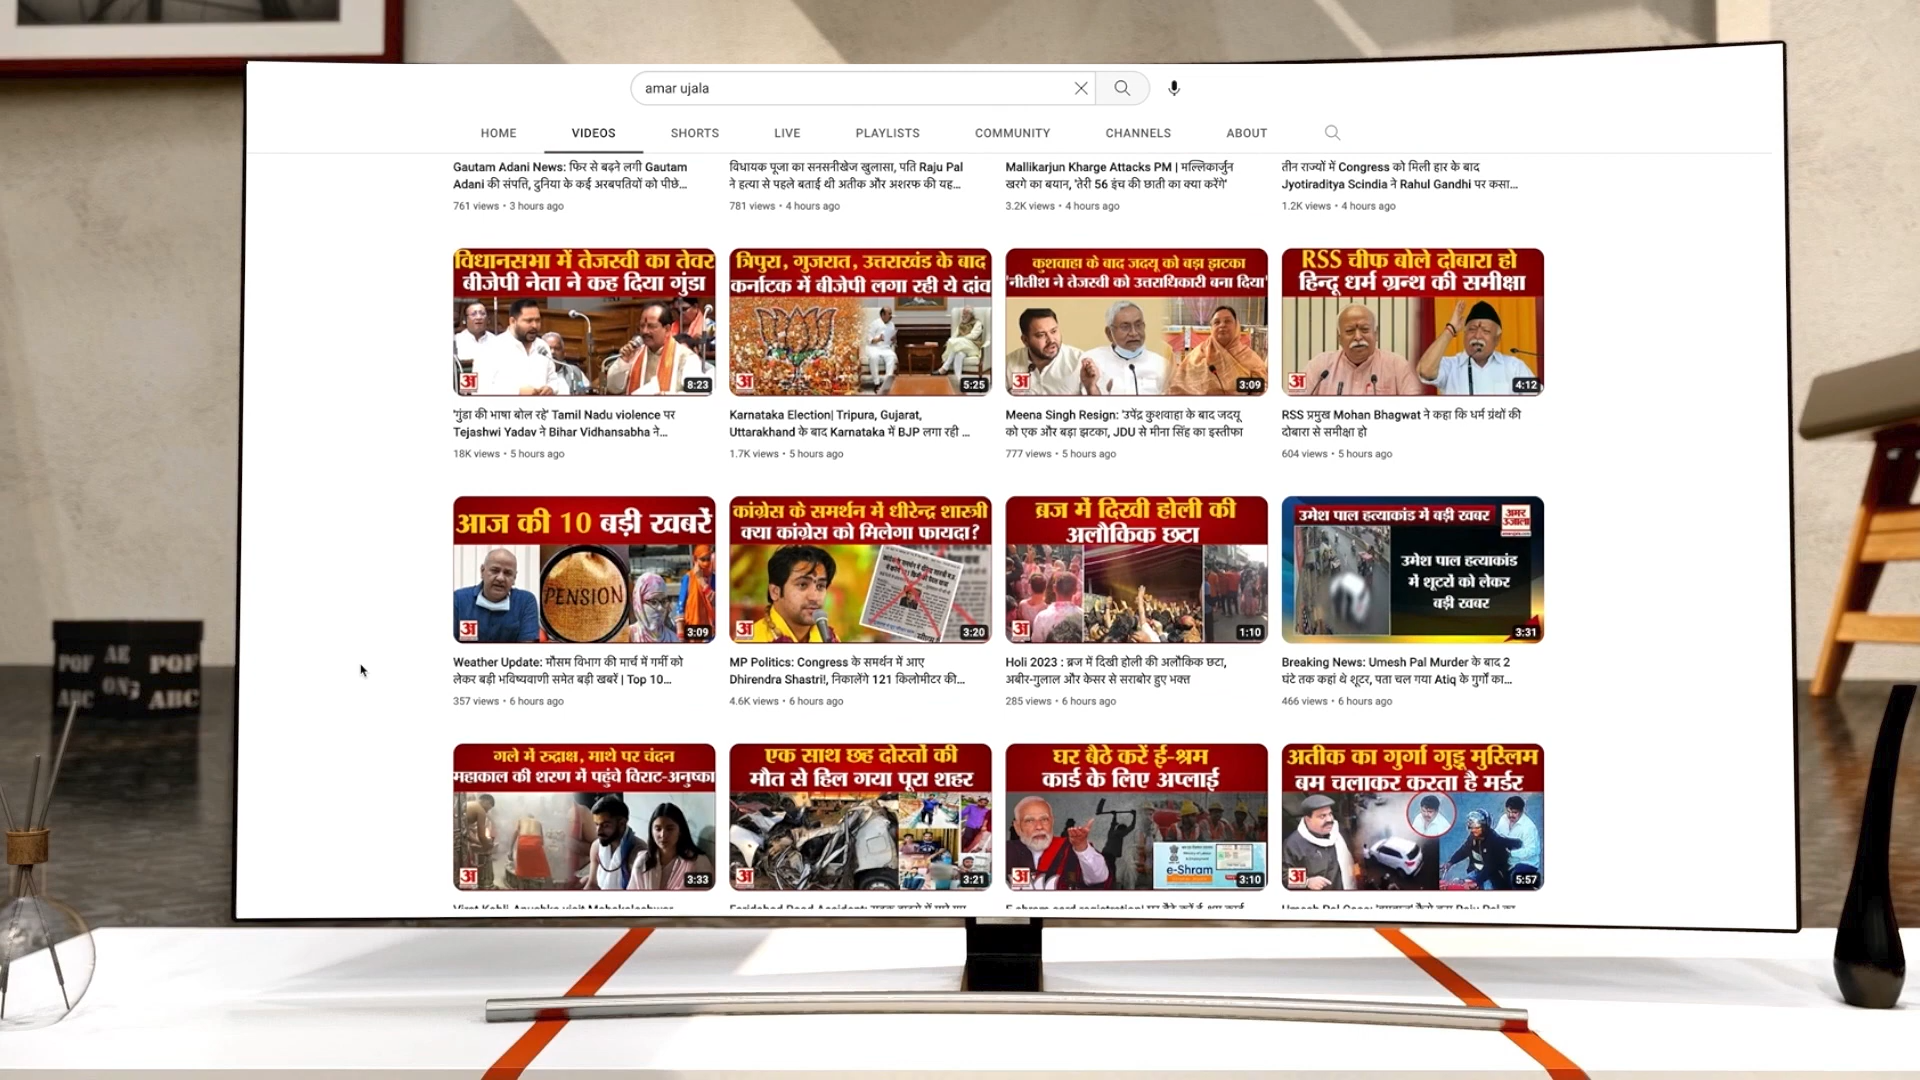 amar ujala
HOME VIDEOS SHORTS LIVE PLAYLISTS COMMUNITY CHANNELS ABOUT
Gautam Adani News: फिर से बढ़ने लगी Gautam
Adani की संपत्ति, दुनिया के कई अरबपतियों को पीछे...
761 views • 3 hours ago
विधायक पूजा का सनसनीखेज खुलासा, पति Raju Pal
ने हत्या से पहले बताई थी अतीक और अशरफ की यह...
781 views • 4 hours ago
Mallikarjun Kharge Attacks PM | मल्लिकार्जुन
खरगे का बयान, 'तेरी 56 इंच की छाती का क्या करेंगे'
3.2K views • 4 hours ago
तीन राज्यों में Congress को मिली हार के बाद
Jyotiraditya Scindia ने Rahul Gandhi पर कसा...
1.2K views • 4 hours ago
विधानसभा में तेजस्वी का तेवर
बीजेपी नेता ने कह दिया गुंडा
अ
8:23
'गुंडा की भाषा बोल रहे' Tamil Nadu violence पर
Tejashwi Yadav ने Bihar Vidhansabha ने...
18K views • 5 hours ago
त्रिपुरा, गुजरात, उत्तराखंड के बाद
कर्नाटक में बीजेपी लगा रही ये दांव
अ
5:25
Karnataka Election| Tripura, Gujarat,
Uttarakhand के बाद Karnataka में BJP लगा रही ...
1.7K views • 5 hours ago
कुशवाहा के बाद जदयू को बड़ा झटका
'नीतीश ने तेजस्वी को उत्तराधिकारी बना दिया'
अ
3:09
Meena Singh Resign: 'उपेंद्र कुशवाहा के बाद जदयू
को एक और बड़ा झटका, JDU से मीना सिंह का इस्तीफा
777 views • 5 hours ago
RSS चीफ बोले दोबारा हो
हिन्दू धर्म ग्रन्थ की समीक्षा
अ
4:12
RSS प्रमुख Mohan Bhagwat ने कहा कि धर्म ग्रंथों की
दोबारा से समीक्षा हो
604 views • 5 hours ago
आज की 10 बड़ी खबरें
PENSION
अ
3:09
Weather Update: मौसम विभाग की मार्च में गर्मी को
लेकर बड़ी भविष्यवाणी समेत बड़ी खबरें | Top 10...
357 views • 6 hours ago
कांग्रेस के समर्थन में धीरेन्द्र शास्त्री
क्या कांग्रेस को मिलेगा फायदा?
अ
3:20
MP Politics: Congress के समर्थन में आए
Dhirendra Shastri!, निकालेंगे 121 किलोमीटर की...
4.6K views • 6 hours ago
ब्रज में दिखी होली की
अलौकिक छटा
अ
1:10
Holi 2023 : ब्रज में दिखी होली की अलौकिक छटा,
अबीर-गुलाल और केसर से सराबोर हुए भक्त
285 views • 6 hours ago
उमेश पाल हत्याकांड में बड़ी खबर
अमर उजाला
उमेश पाल हत्याकांड
में शूटरों को लेकर
बड़ी खबर
3:31
Breaking News: Umesh Pal Murder के बाद 2
घंटे तक कहां थे शूटर, पता चल गया Atiq के गुर्गों का...
466 views • 6 hours ago
गले में रुद्राक्ष, माथे पर चंदन
महाकाल की शरण में पहुंचे विराट-अनुष्का
अ
3:33
एक साथ छह दोस्तों की
मौत से हिल गया पूरा शहर
3:21
घर बैठे करें ई-श्रम
कार्ड के लिए अप्लाई
e-Shram
अ
3:10
अतीक का गुर्गा गुड्डू मुस्लिम
बम चलाकर करता है मर्डर
अ
5:57
PQF AE PQF
ABC ABC